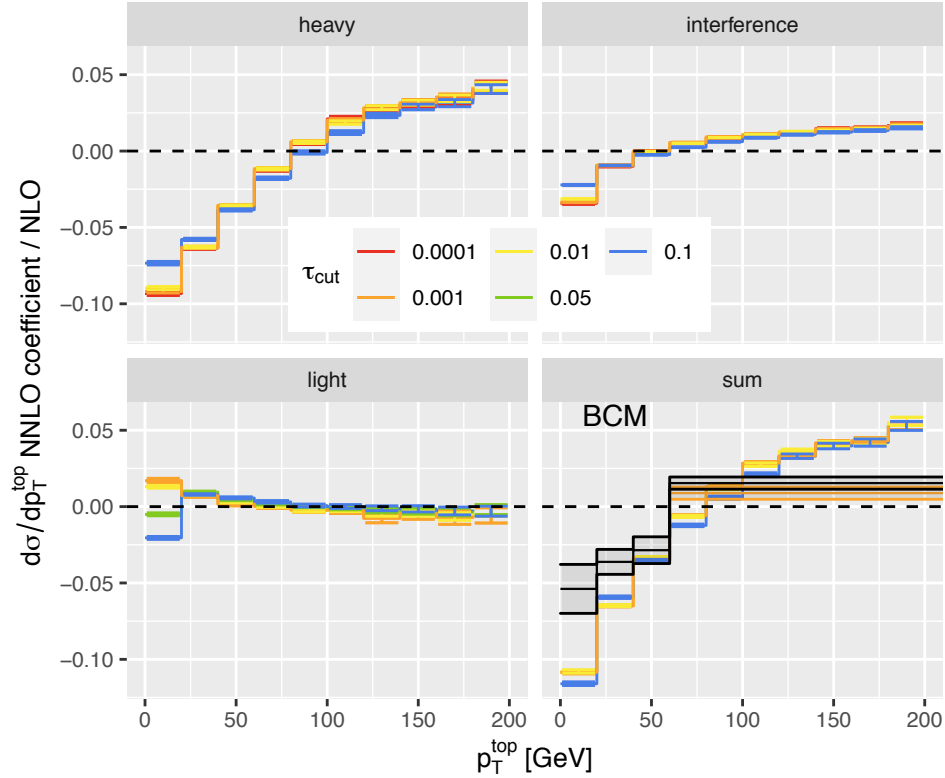 heavy
interference
0.05
0.00
−0.05
−0.10
τcut
0.0001
0.01
0.1
0.001
0.05
light
sum
BCM
0.05
0.00
−0.05
−0.10
0
50
100
150
200
0
50
100
150
200
dσ/dp_T^top NNLO coefficient / NLO
p_T^top [GeV]